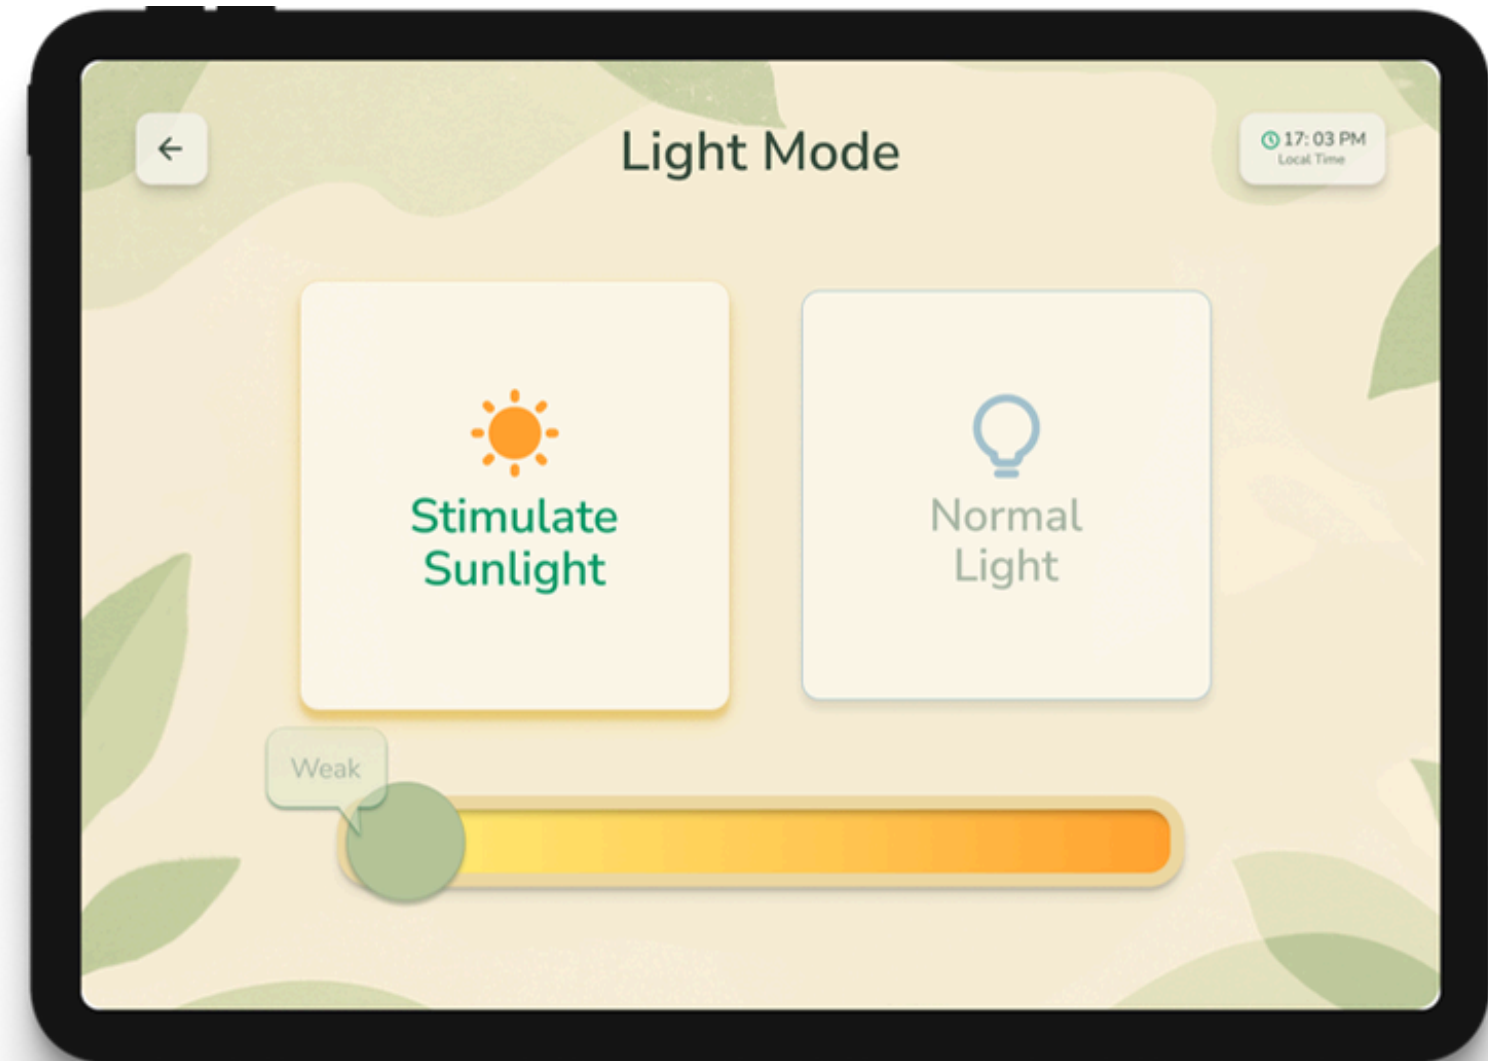 Light Mode
17: 03 PM
Local Time
Stimulate
Sunlight
Normal
Light
Weak